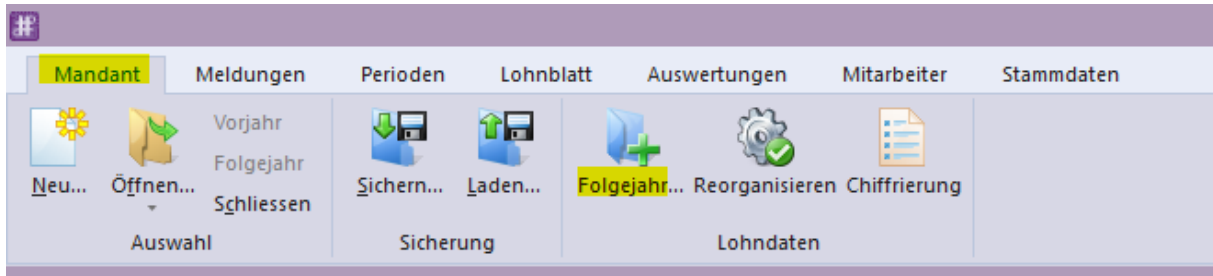 Mandant Meldungen Perioden Lohnblatt Auswertungen Mitarbeiter Stammdaten
Vorjahr
Folgejahr
Schliessen
Neu... Öffnen... Sichern... Laden... Folgejahr... Reorganisieren Chiffrierung
Auswahl Sicherung Lohndaten